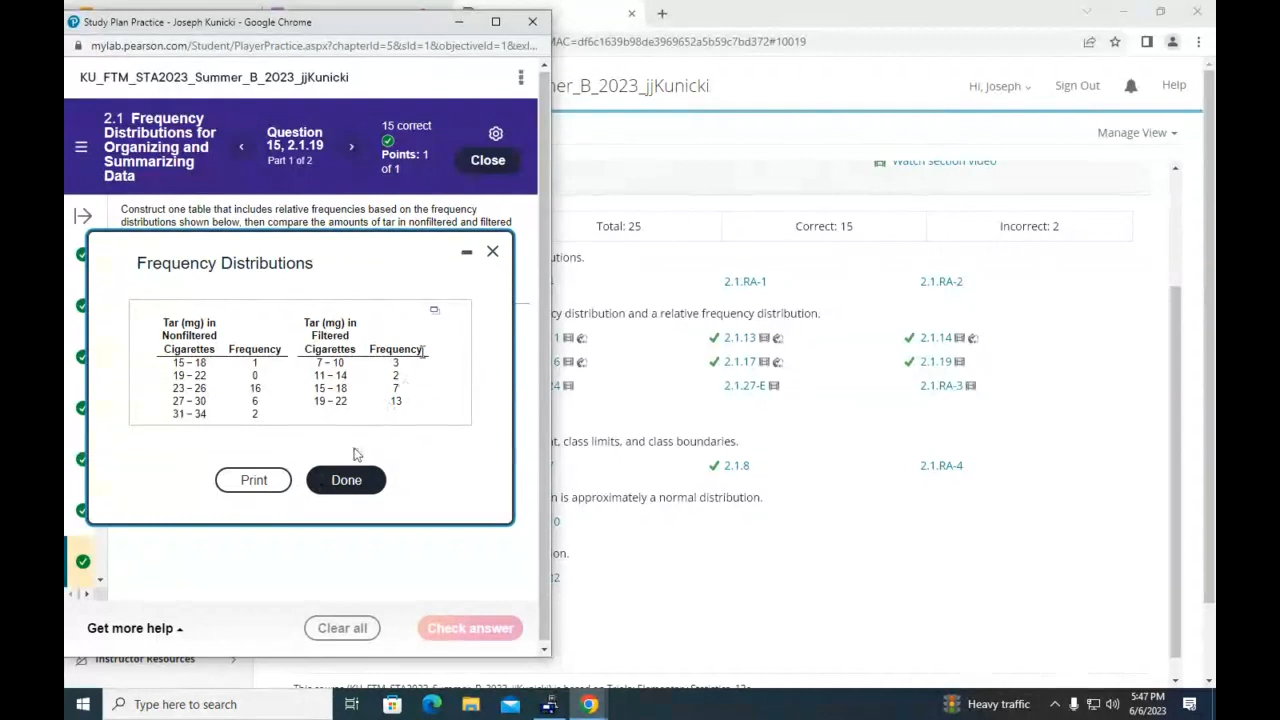 Study Plan Practice - Joseph Kunicki - Google Chrome
mylab.pearson.com/Student/PlayerPractice.aspx?chapterId=5&sId=1&objectiveId=1&exl...
KU_FTM_STA2023_Summer_B_2023_jjKunicki
2.1 Frequency
Distributions for
Organizing and
Summarizing
Data
Question
15, 2.1.19
Part 1 of 2
15 correct
Points: 1
of 1
Close
Construct one table that includes relative frequencies based on the frequency
distributions shown below, then compare the amounts of tar in nonfiltered and filtered
Frequency Distributions
Tar (mg) in Nonfiltered Cigarettes Frequency Tar (mg) in Filtered Cigarettes Frequency
15 – 18 1 7 – 10 3
19 – 22 0 11 – 14 2
23 – 26 16 15 – 18 7
27 – 30 6 19 – 22 13
31 – 34 2
Print Done
Get more help
Clear all
Check answer
MAC=df6c1639b98de3969652a5b59c7bd372#10019
er_B_2023_jjKunicki
Hi, Joseph
Sign Out
Help
Manage View
Watch section video
Total: 25 Correct: 15 Incorrect: 2
utions.
2.1.RA-1 2.1.RA-2
cy distribution and a relative frequency distribution.
1 2.1.13 2.1.14
6 2.1.17 2.1.19
24 2.1.27-E 2.1.RA-3
t, class limits, and class boundaries.
2.1.8 2.1.RA-4
n is approximately a normal distribution.
0
on.
2
Instructor Resources
Type here to search
Heavy traffic
5:47 PM
6/6/2023